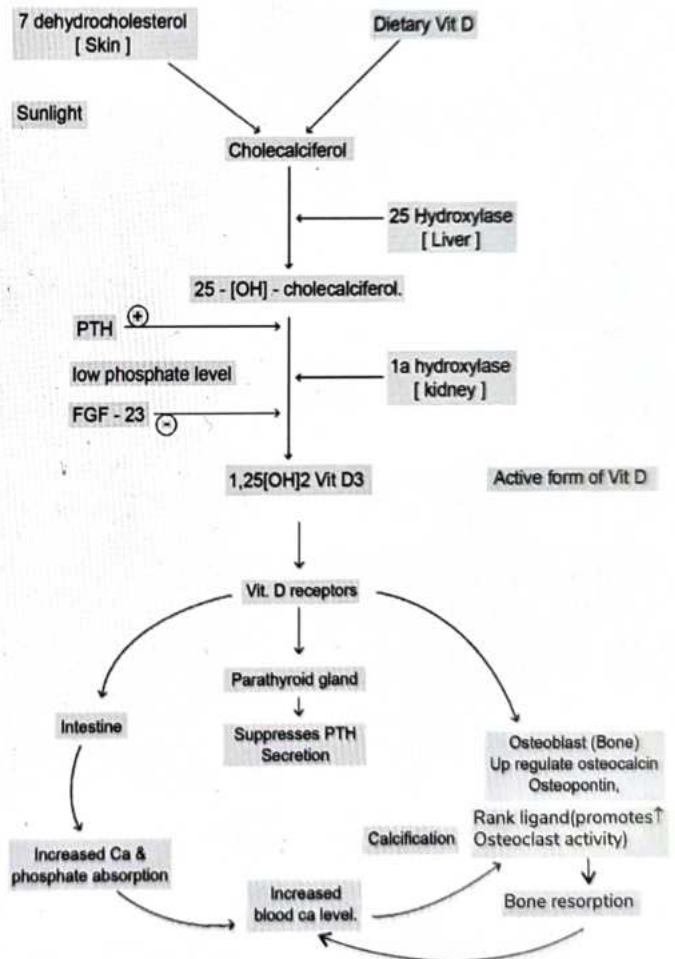 7 dehydrocholesterol
[ Skin ]
Dietary Vit D
Sunlight
Cholecalciferol
25 Hydroxylase
[ Liver ]
25 - [OH] - cholecalciferol.
PTH
+
low phosphate level
1a hydroxylase
[ kidney ]
FGF - 23
-
1,25[OH]2 Vit D3
Active form of Vit D
Vit. D receptors
Parathyroid gland
Suppresses PTH
Secretion
Intestine
Osteoblast (Bone)
Up regulate osteocalcin
Osteopontin,
Rank ligand(promotes↑
Osteoclast activity)
Calcification
Increased Ca &
phosphate absorption
Increased
blood ca level.
Bone resorption